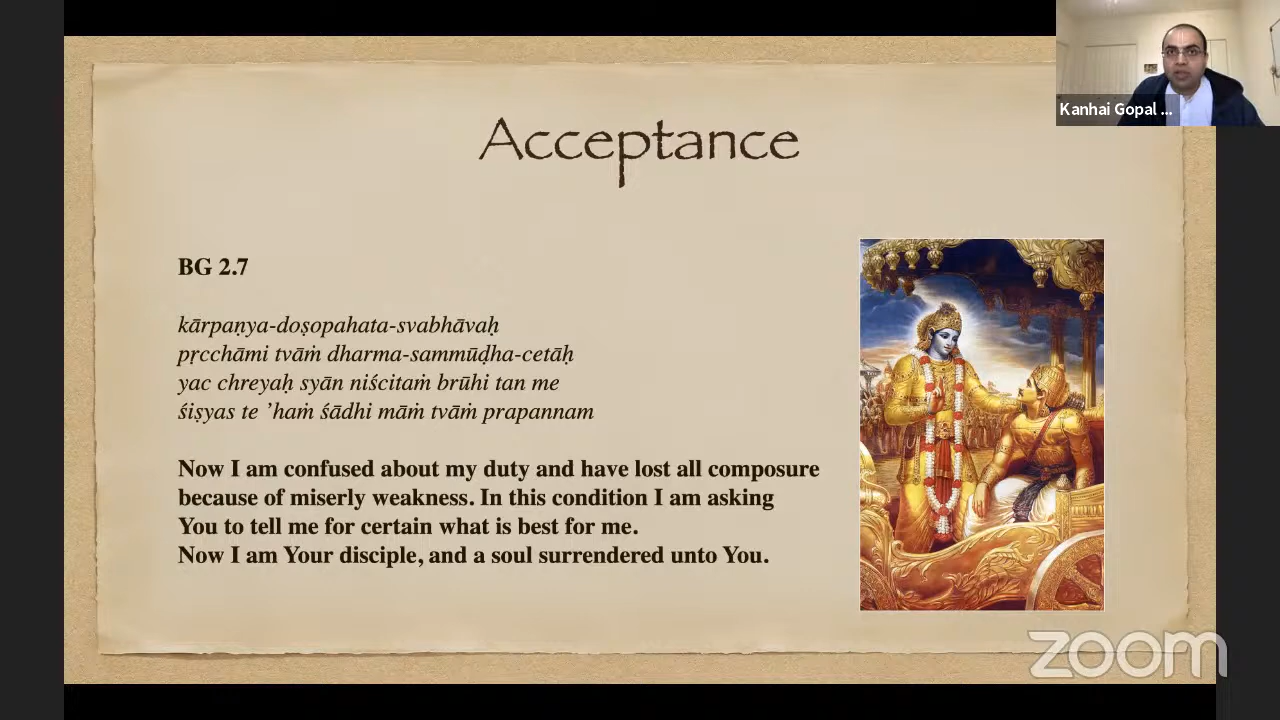 Kanhai Gopal ...
Acceptance
BG 2.7
kārpaṇya-doṣopahata-svabhāvaḥ
pṛcchāmi tvāṁ dharma-sammūḍha-cetāḥ
yac chreyaḥ syān niścitaṁ brūhi tan me
śiṣyas te ’haṁ śādhi māṁ tvāṁ prapannam
Now I am confused about my duty and have lost all composure
because of miserly weakness. In this condition I am asking
You to tell me for certain what is best for me.
Now I am Your disciple, and a soul surrendered unto You.
zoom